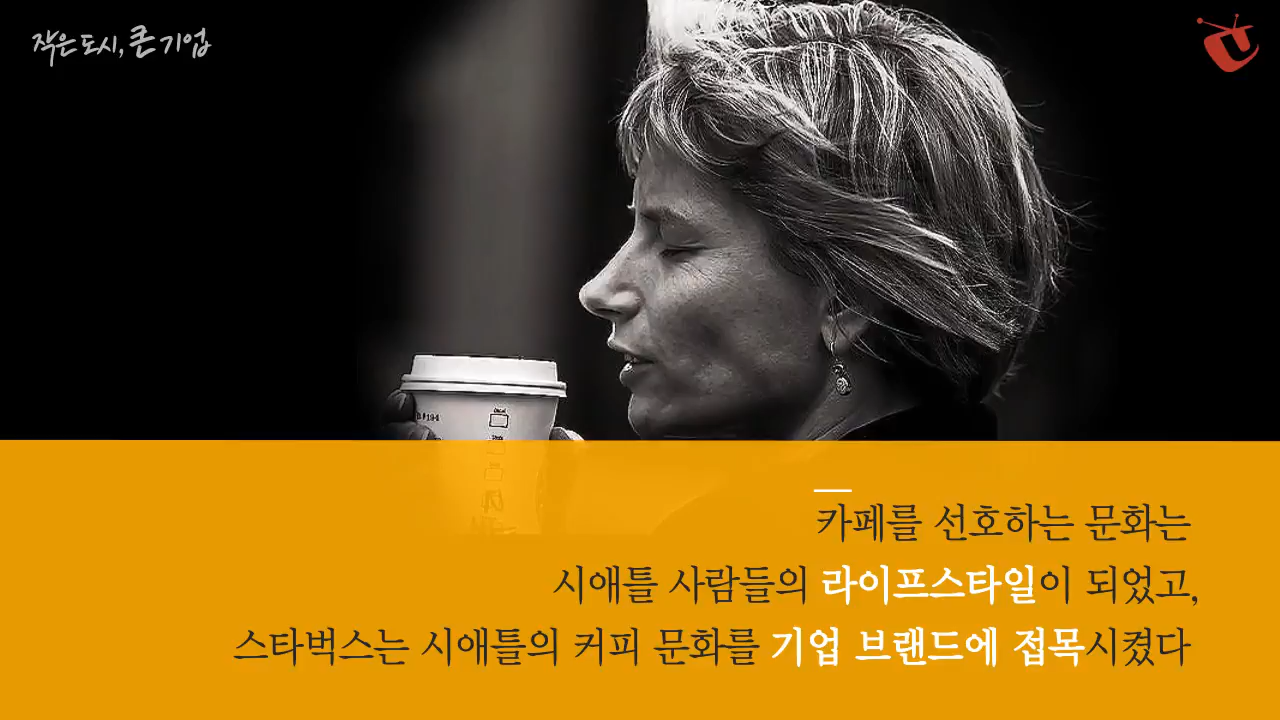 작은 도시, 큰 기업
카페를 선호하는 문화는
시애틀 사람들의 라이프스타일이 되었고,
스타벅스는 시애틀의 커피 문화를 기업 브랜드에 접목시켰다